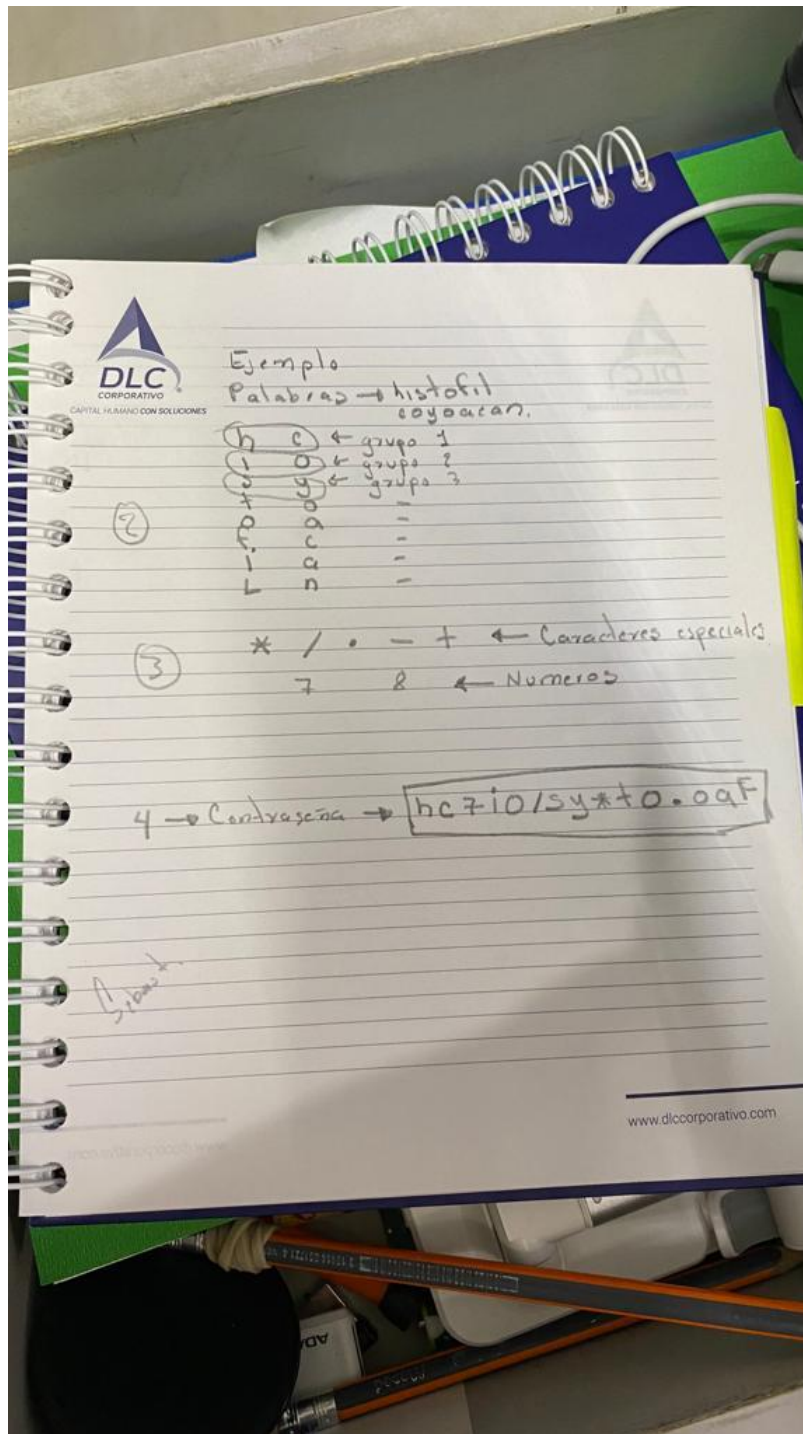 DLC
CORPORATIVO
CAPITAL HUMANO CON SOLUCIONES
Ejemplo
Palabras → histofil
coyoacan.
h c ← grupo 1
i o ← grupo 2
s y ← grupo 3
2
t o -
o a -
f c -
i a -
L n -
3
* / • - + ← Caracteres especiales
7 8 ← Numeros
4 → Contraseña → hc7io/sy*to.oaF
www.dlccorporativo.com